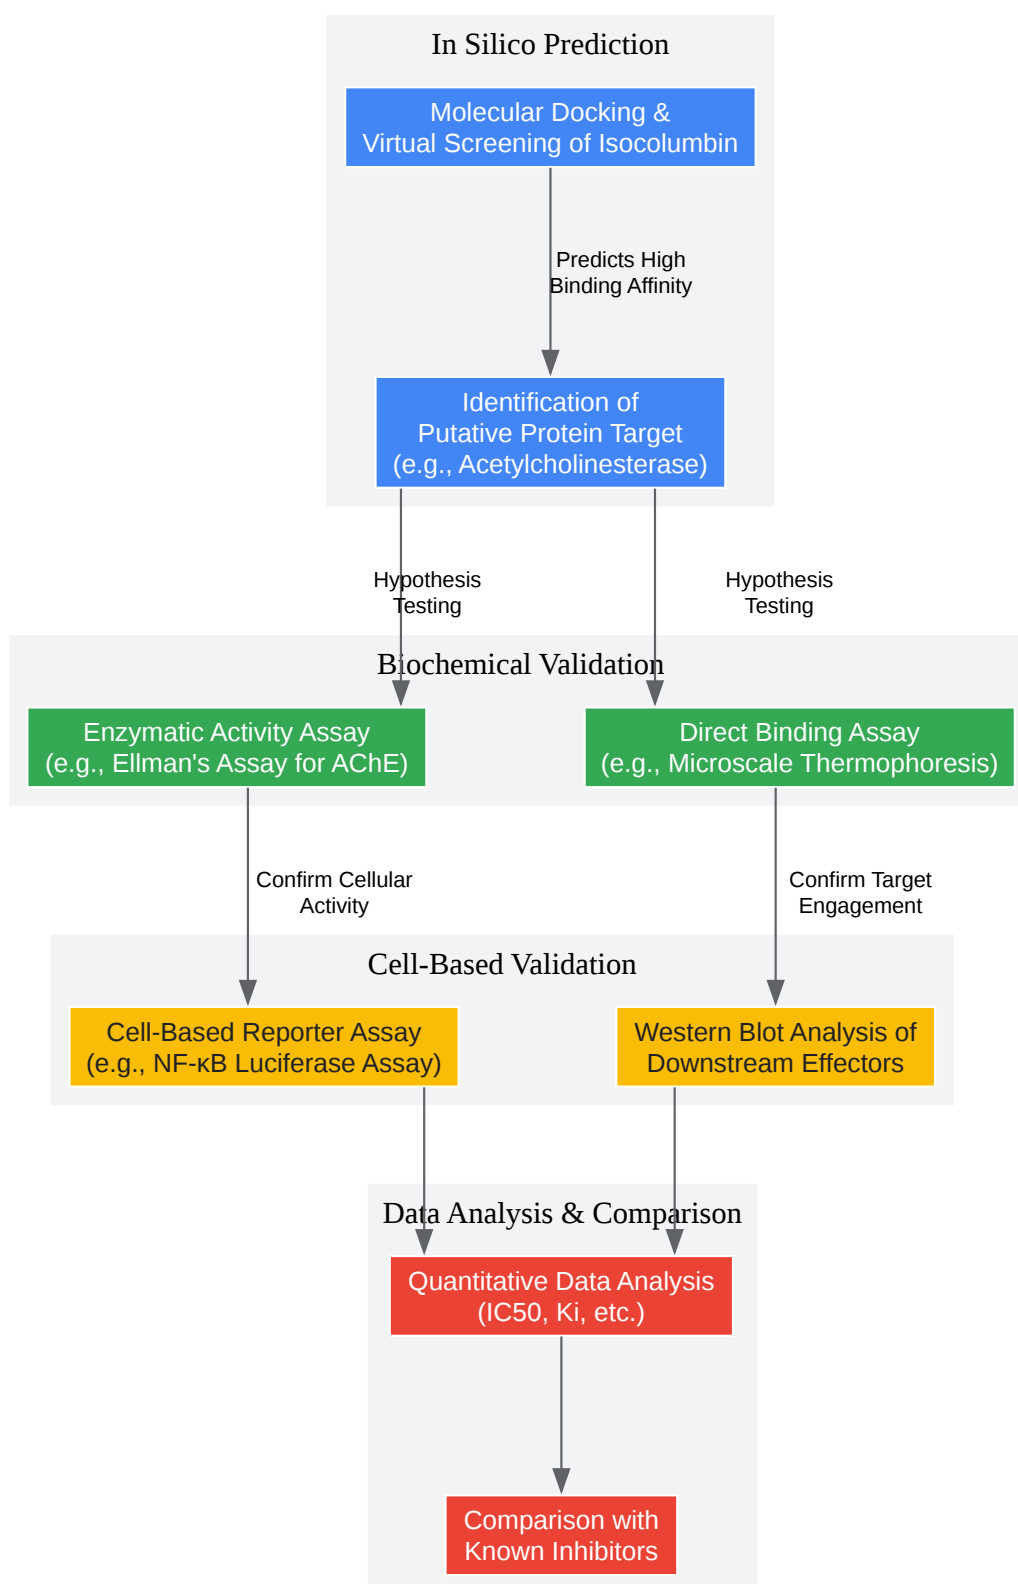 In Silico Prediction
Molecular Docking &
Virtual Screening of Isocolumbin
Predicts High
Binding Affinity
Identification of
Putative Protein Target
(e.g., Acetylcholinesterase)
Hypothesis
Testing
Hypothesis
Testing
Biochemical Validation
Enzymatic Activity Assay
(e.g., Ellman's Assay for AChE)
Direct Binding Assay
(e.g., Microscale Thermophoresis)
Confirm Cellular
Activity
Confirm Target
Engagement
Cell-Based Validation
Cell-Based Reporter Assay
(e.g., NF-κB Luciferase Assay)
Western Blot Analysis of
Downstream Effectors
Data Analysis & Comparison
Quantitative Data Analysis
(IC50, Ki, etc.)
Comparison with
Known Inhibitors